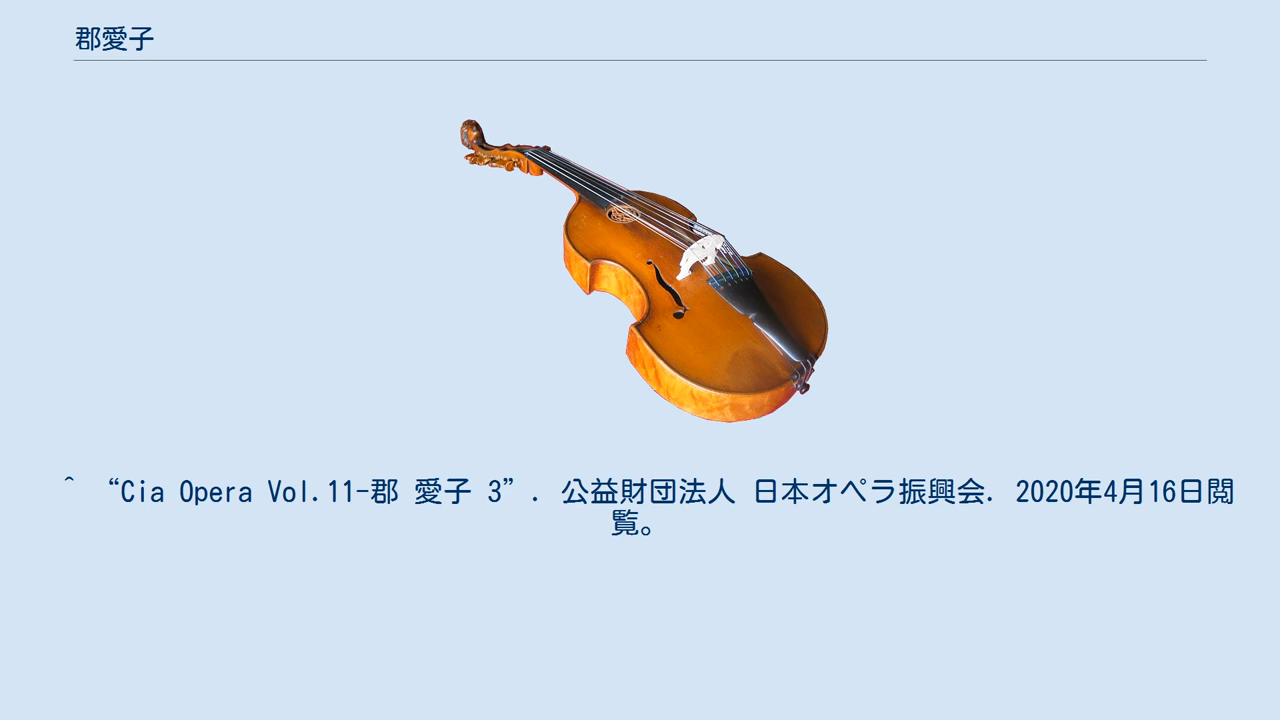 郡愛子
^ “Cia Opera Vol.11-郡 愛子 3”. 公益財団法人 日本オペラ振興会. 2020年4月16日閲
覧。